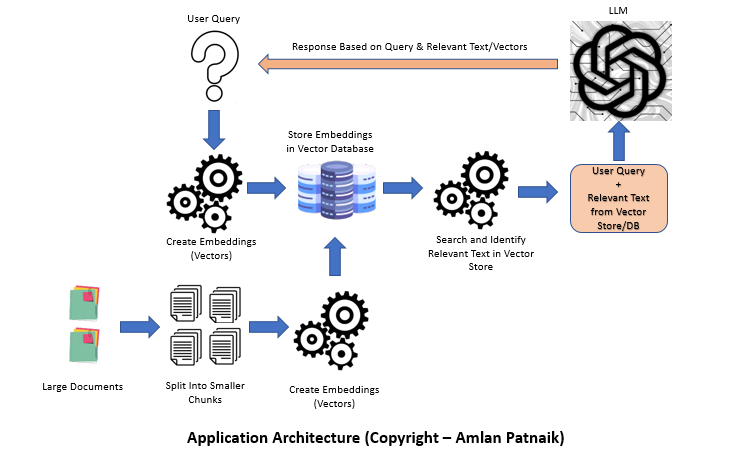 User Query
LLM
Response Based on Query & Relevant Text/Vectors
Store Embeddings
in Vector Database
User Query
+
Relevant Text
from Vector
Store/DB
Create Embeddings
(Vectors)
Search and Identify
Relevant Text in Vector
Store
Large Documents
Split Into Smaller
Chunks
Create Embeddings
(Vectors)
Application Architecture (Copyright – Amlan Patnaik)